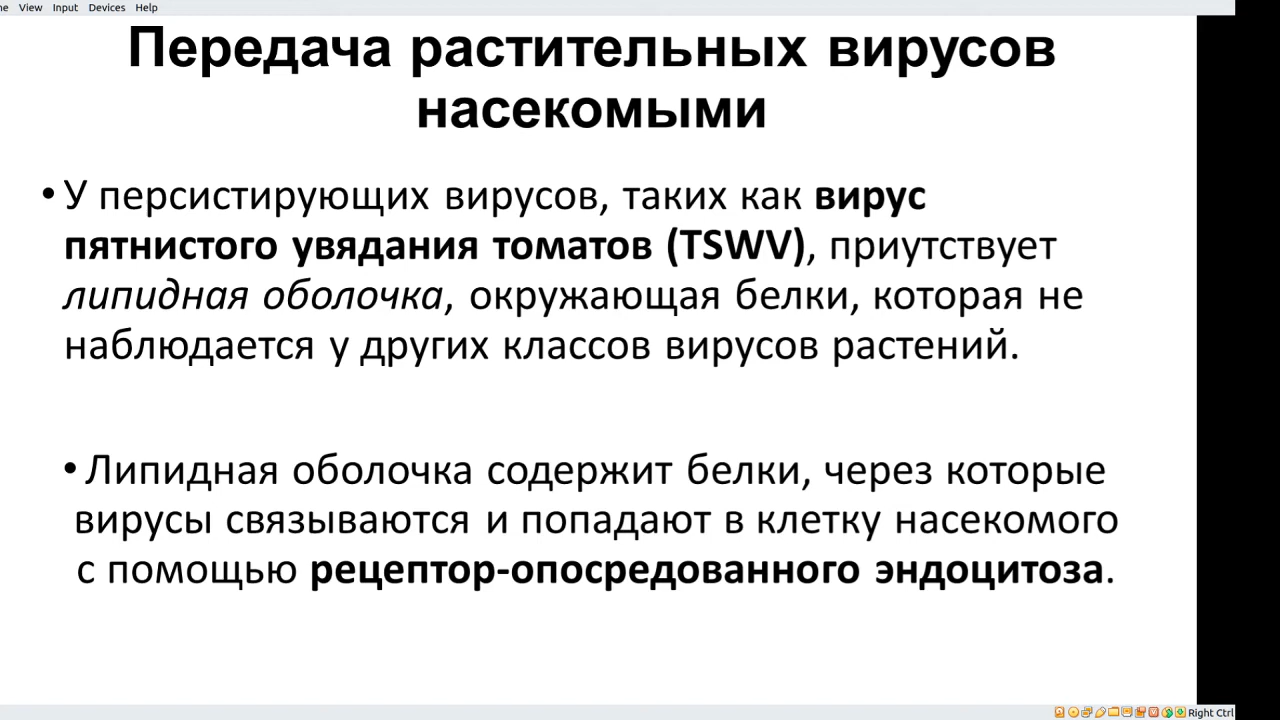 ne View Input Devices Help
Передача растительных вирусов
насекомыми
• У персистирующих вирусов, таких как вирус
пятнистого увядания томатов (TSWV), приутствует
липидная оболочка, окружающая белки, которая не
наблюдается у других классов вирусов растений.
• Липидная оболочка содержит белки, через которые
вирусы связываются и попадают в клетку насекомого
с помощью рецептор-опосредованного эндоцитоза.
Right Ctrl